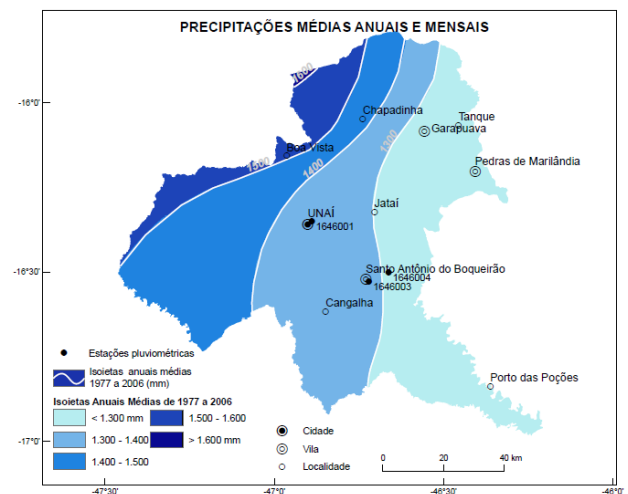 PRECIPITAÇÕES MÉDIAS ANUAIS E MENSAIS
1600
-16°0'
Chapadinha
Tanque
Garapuava
1300
Boa Vista
1500
1400
Pedras de Marilândia
UNAÍ
1646001
Jataí
-16°30'
Santo Antônio do Boqueirão
1646004
1646003
Cangalha
Estações pluviométricas
Isoietas anuais médias
1977 a 2006 (mm)
Porto das Poções
Isoietas Anuais Médias de 1977 a 2006
< 1.300 mm
1.500 - 1.600
1.300 - 1.400
> 1.600 mm
1.400 - 1.500
Cidade
Vila
Localidade
0 20 40 km
-17°0'
-47°30'
-47°0'
-46°30'
-46°0'